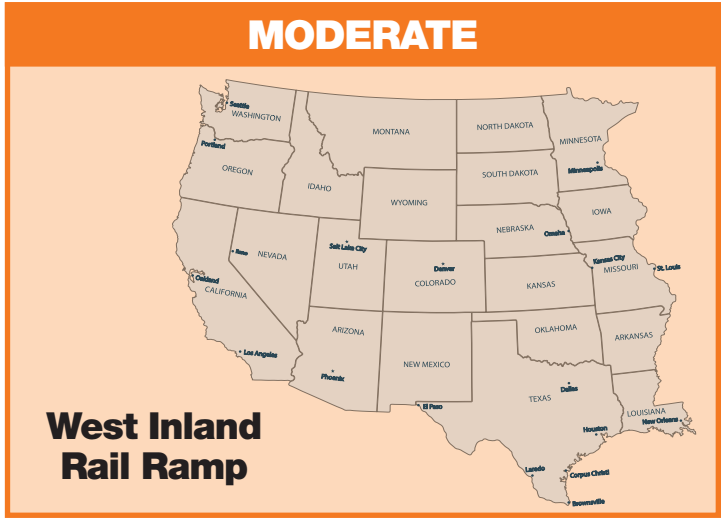 MODERATE
Seattle
WASHINGTON
MONTANA
NORTH DAKOTA
MINNESOTA
Portland
OREGON
IDAHO
SOUTH DAKOTA
Minneapolis
WYOMING
IOWA
NEBRASKA
Omaha
Reno
NEVADA
Salt Lake City
UTAH
Denver
COLORADO
Kansas City
MISSOURI
St. Louis
Oakland
CALIFORNIA
KANSAS
ARIZONA
OKLAHOMA
ARKANSAS
Los Angeles
NEW MEXICO
Phoenix
Dallas
TEXAS
El Paso
LOUISIANA
New Orleans
Houston
West Inland
Rail Ramp
Laredo
Corpus Christi
Brownsville